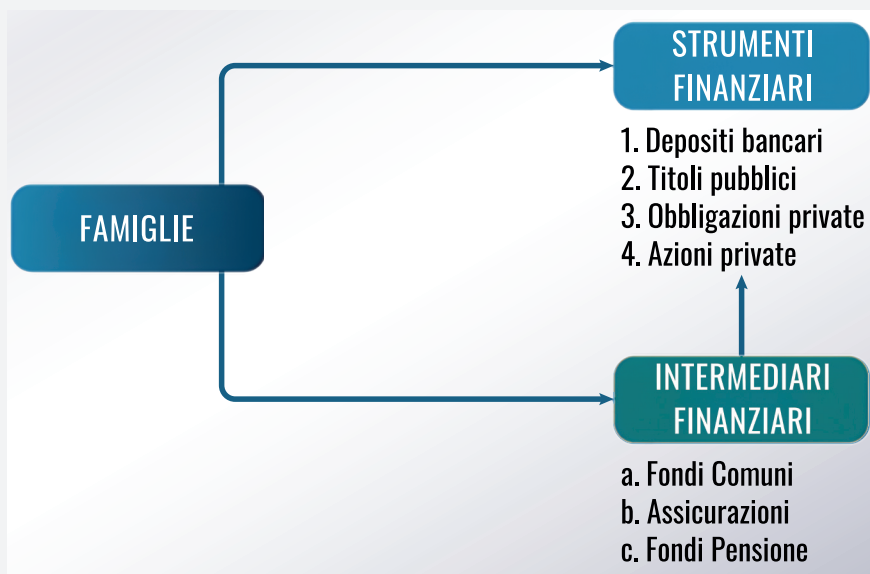 FAMIGLIE
STRUMENTI
FINANZIARI
1. Depositi bancari
2. Titoli pubblici
3. Obbligazioni private
4. Azioni private
INTERMEDIARI
FINANZIARI
a. Fondi Comuni
b. Assicurazioni
c. Fondi Pensione